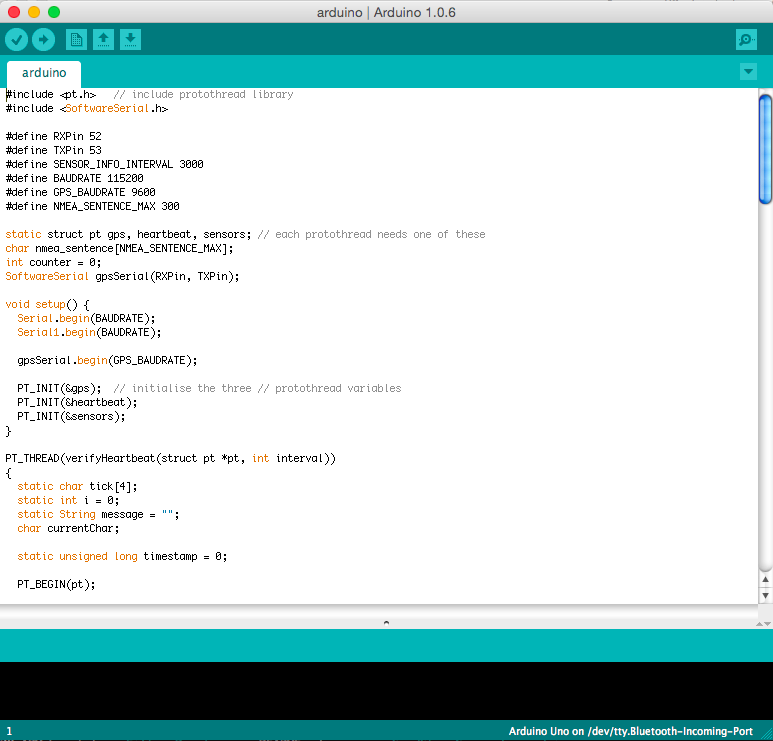 arduino | Arduino 1.0.6
arduino
#include <pt.h>   // include protothread library
#include <SoftwareSerial.h>
#define RXPin 52
#define TXPin 53
#define SENSOR_INFO_INTERVAL 3000
#define BAUDRATE 115200
#define GPS_BAUDRATE 9600
#define NMEA_SENTENCE_MAX 300
static struct pt gps, heartbeat, sensors; // each protothread needs one of these
char nmea_sentence[NMEA_SENTENCE_MAX];
int counter = 0;
SoftwareSerial gpsSerial(RXPin, TXPin);
void setup() {
  Serial.begin(BAUDRATE);
  Serial1.begin(BAUDRATE);
  gpsSerial.begin(GPS_BAUDRATE);
  PT_INIT(&gps);  // initialise the three // protothread variables
  PT_INIT(&heartbeat);
  PT_INIT(&sensors);
}
PT_THREAD(verifyHeartbeat(struct pt *pt, int interval))
{
  static char tick[4];
  static int i = 0;
  static String message = "";
  char currentChar;
  static unsigned long timestamp = 0;
  PT_BEGIN(pt);
1
Arduino Uno on /dev/tty.Bluetooth-Incoming-Port